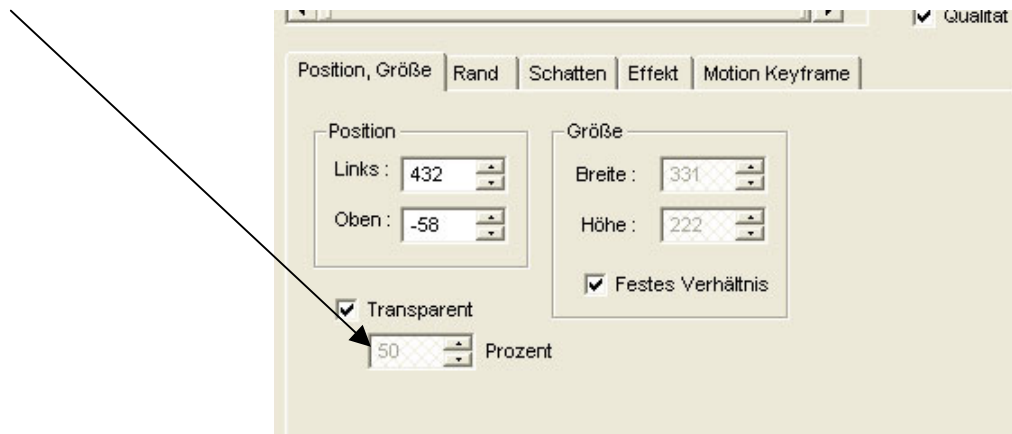 Qualität
Position, Größe Rand Schatten Effekt Motion Keyframe
Position
Links : 432
Oben : -58
Größe
Breite : 331
Höhe : 222
Festes Verhältnis
Transparent
50 Prozent